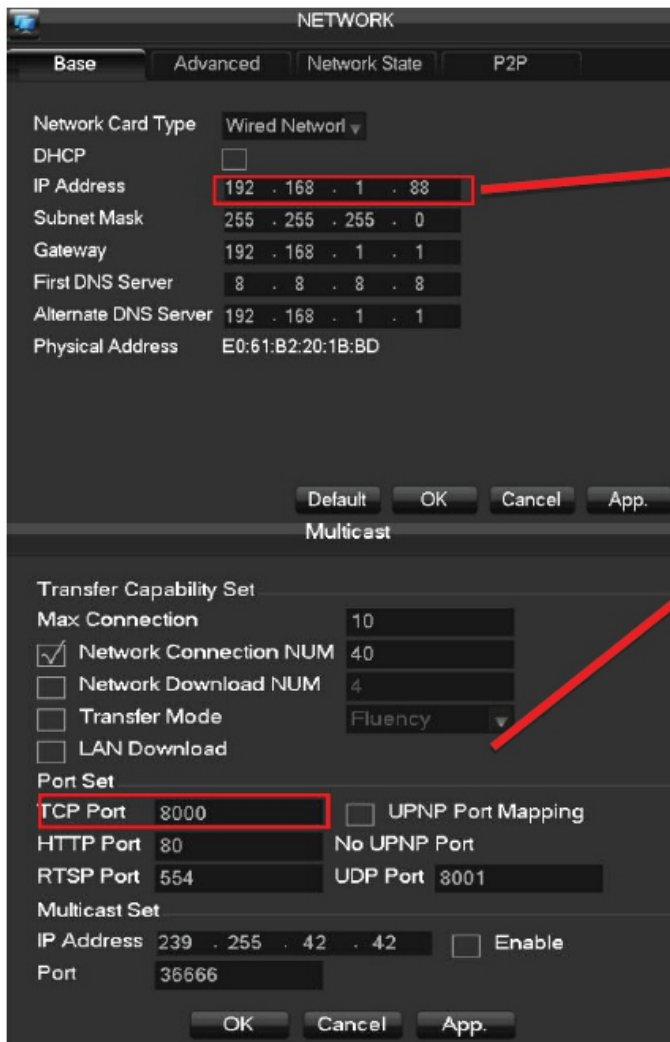 NETWORK
Base Advanced Network State P2P
Network Card Type Wired Networl
DHCP
IP Address 192 . 168 . 1 . 88
Subnet Mask 255 . 255 . 255 . 0
Gateway 192 . 168 . 1 . 1
First DNS Server 8 . 8 . 8 . 8
Alternate DNS Server 192 . 168 . 1 . 1
Physical Address E0:61:B2:20:1B:BD
Default OK Cancel App.
Multicast
Transfer Capability Set
Max Connection 10
Network Connection NUM 40
Network Download NUM 4
Transfer Mode Fluency
LAN Download
Port Set
TCP Port 8000 UPNP Port Mapping
HTTP Port 80 No UPNP Port
RTSP Port 554 UDP Port 8001
Multicast Set
IP Address 239 . 255 . 42 . 42 Enable
Port 36666
OK Cancel App.